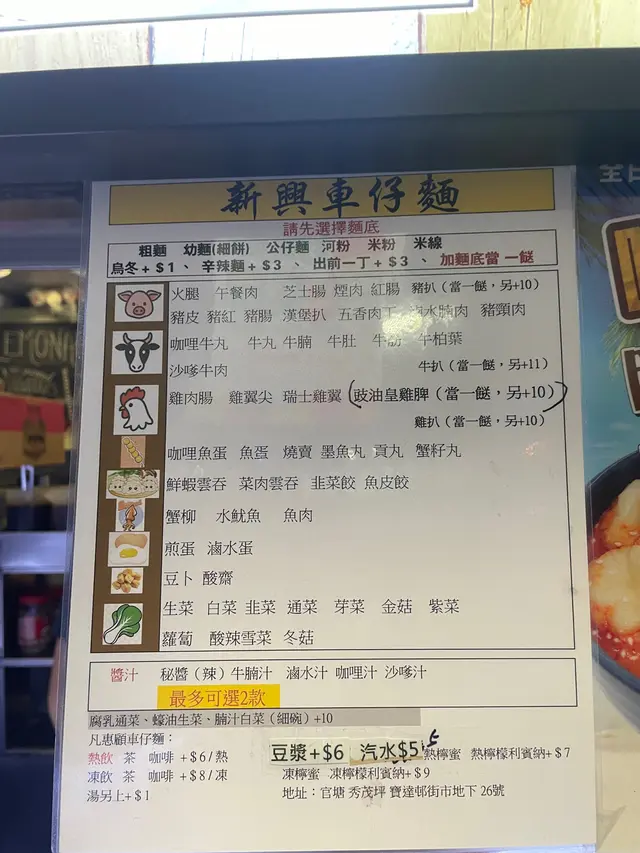 新興車仔麵
請先選擇麵底
粗麵 幼麵(細餅) 公仔麵 河粉 米粉 米線
烏冬+$1、 辛辣麵+$3 、 出前一丁+$3 、 加麵底當 一餸
火腿 午餐肉 芝士腸 煙肉 紅腸 豬扒（當一餸，另+10）
豬皮 豬紅 豬腸 漢堡扒 五香肉丁 滷水腩肉 豬頸肉
咖哩牛丸 牛丸 牛腩 牛肚 牛肋 牛柏葉
沙嗲牛肉 牛扒（當一餸，另+11）
雞肉腸 雞翼尖 瑞士雞翼 (豉油皇雞髀（當一餸，另+10）)
雞扒（當一餸，另+10）
咖哩魚蛋 魚蛋 燒賣 墨魚丸 貢丸 蟹籽丸
鮮蝦雲吞 菜肉雲吞 韭菜餃 魚皮餃
蟹柳 水魷魚 魚肉
煎蛋 滷水蛋
豆卜 酸齋
生菜 白菜 韭菜 通菜 芽菜 金菇 紫菜
蘿蔔 酸辣雪菜 冬菇
醬汁 秘醬（辣）牛腩汁 滷水汁 咖哩汁 沙嗲汁
最多可選2款
腐乳通菜、蠔油生菜、腩汁白菜（細碗）+10
凡惠顧車仔麵：
熱飲 茶 咖啡 +$6/熱 豆漿+$6 汽水$5 5 熱檸蜜 熱檸檬利賓納+$7
凍飲 茶 咖啡 +$8/凍 凍檸蜜 凍檸檬利賓納+$9
湯另上+$1 地址：官塘 秀茂坪 寶達邨街市地下 26號